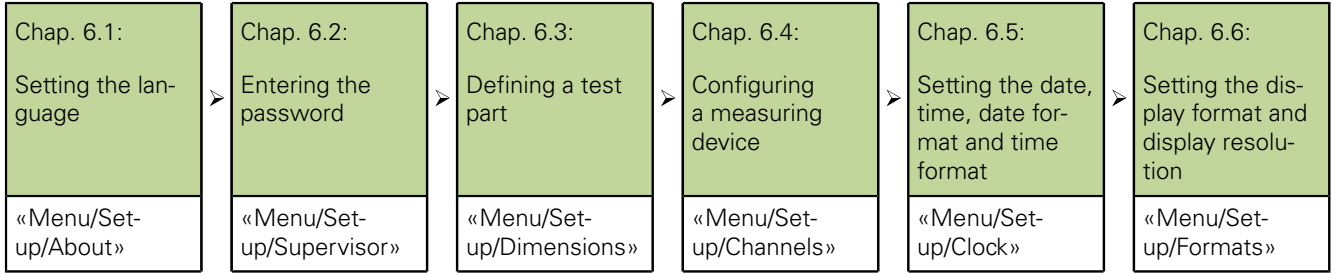 Chap. 6.1:
Setting the lan-
guage
«Menu/Set-
up/About»
Chap. 6.2:
Entering the
password
«Menu/Set-
up/Supervisor»
Chap. 6.3:
Defining a test
part
«Menu/Set-
up/Dimensions»
Chap. 6.4:
Configuring
a measuring
device
«Menu/Set-
up/Channels»
Chap. 6.5:
Setting the date,
time, date for-
mat and time
format
«Menu/Set-
up/Clock»
Chap. 6.6:
Setting the dis-
play format and
display resolu-
tion
«Menu/Set-
up/Formats»